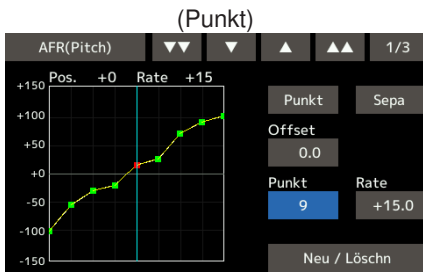 (Punkt)
AFR(Pitch) ▼▼ ▼ ▲ ▲▲ 1/3
Pos. +0 Rate +15
+150
+100
+50
+0
-50
-100
-150
Punkt Sepa
Offset
0.0
Punkt Rate
9 +15.0
Neu / Löschn